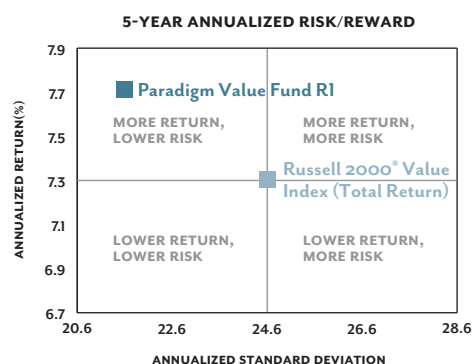 5-YEAR ANNUALIZED RISK/REWARD
ANNUALIZED RETURN(%)
7.9
7.7
7.5
7.3
7.1
6.9
6.7
Paradigm Value Fund R1
MORE RETURN,
LOWER RISK
MORE RETURN,
MORE RISK
Russell 2000® Value
Index (Total Return)
LOWER RETURN,
LOWER RISK
LOWER RETURN,
MORE RISK
20.6 22.6 24.6 26.6 28.6
ANNUALIZED STANDARD DEVIATION